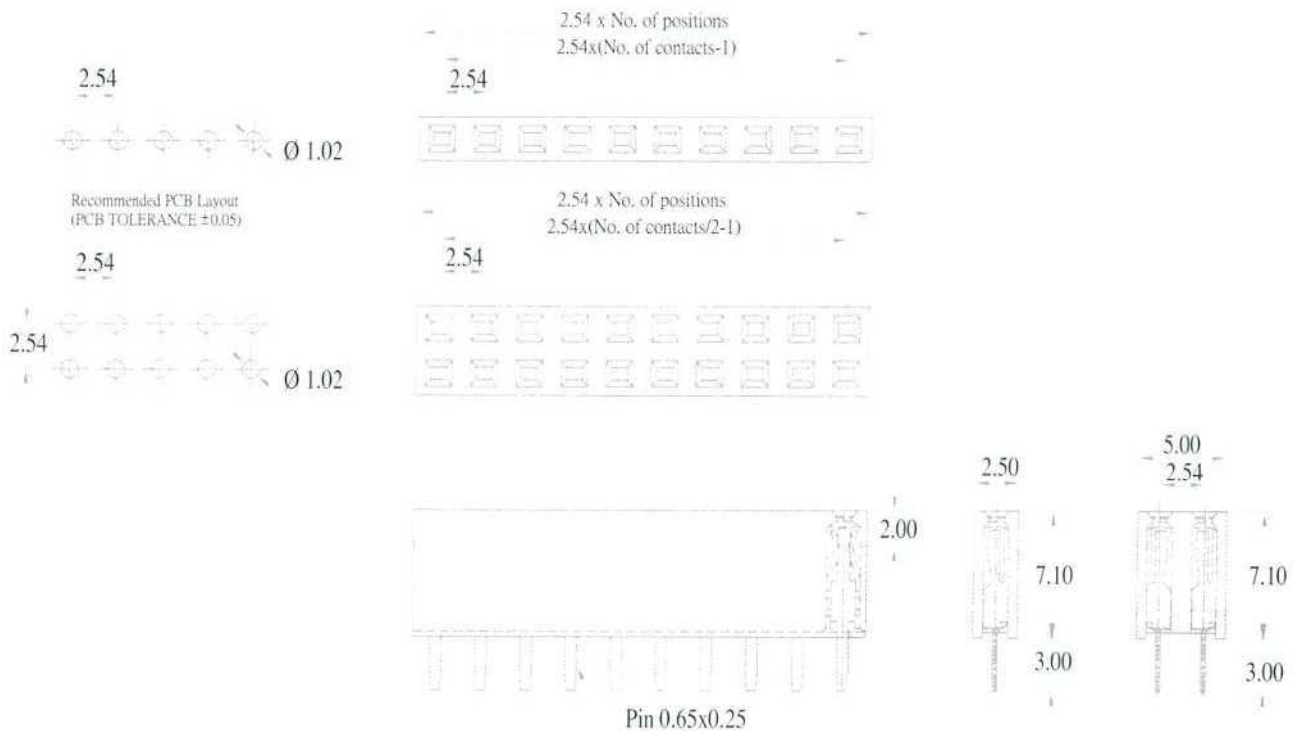 2.54 x No. of positions
2.54x(No. of contacts-1)
2.54
2.54
Ø 1.02
Recommended PCB Layout
(PCB TOLERANCE ±0.05)
2.54 x No. of positions
2.54x(No. of contacts/2-1)
2.54
2.54
2.54
Ø 1.02
5.00
2.50
2.54
2.00
7.10
7.10
3.00
3.00
Pin 0.65x0.25